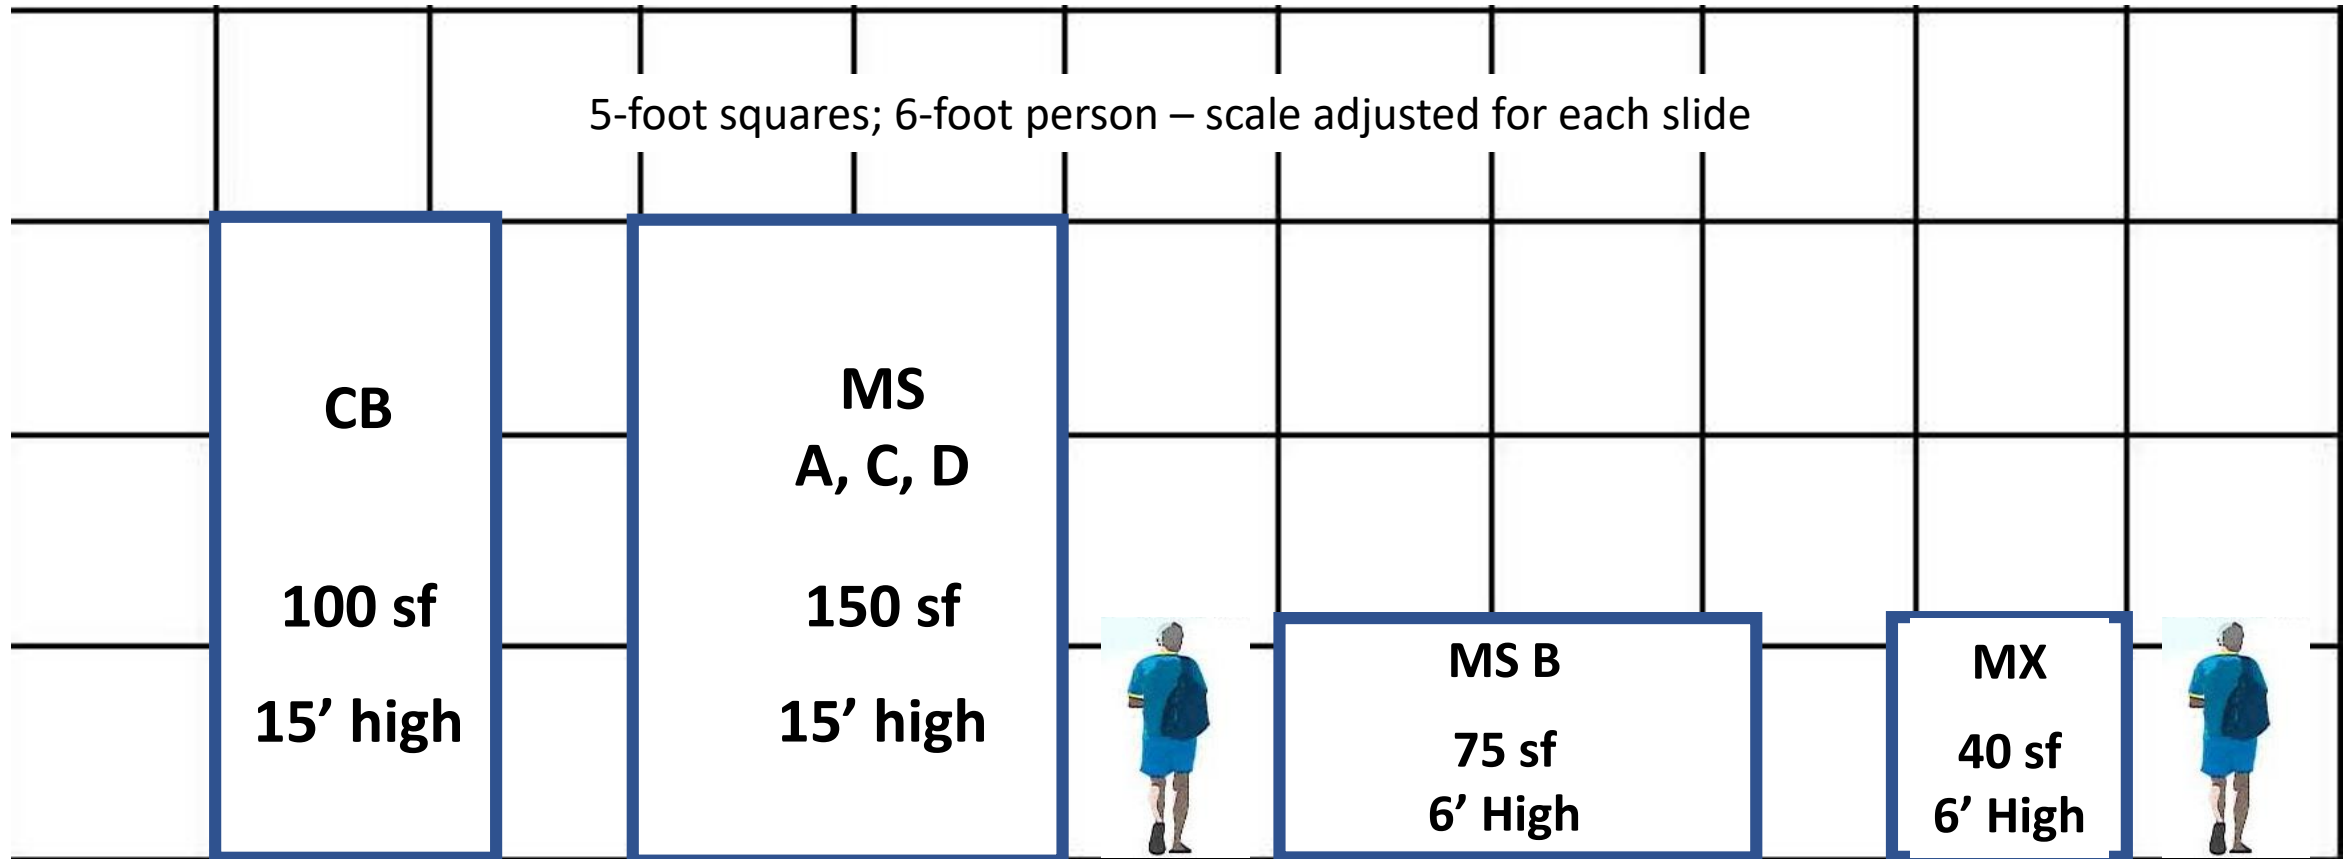 5-foot squares; 6-foot person – scale adjusted for each slide
CB
100 sf
15’ high
MS
A, C, D
150 sf
15’ high
MS B
75 sf
6’ High
MX
40 sf
6’ High